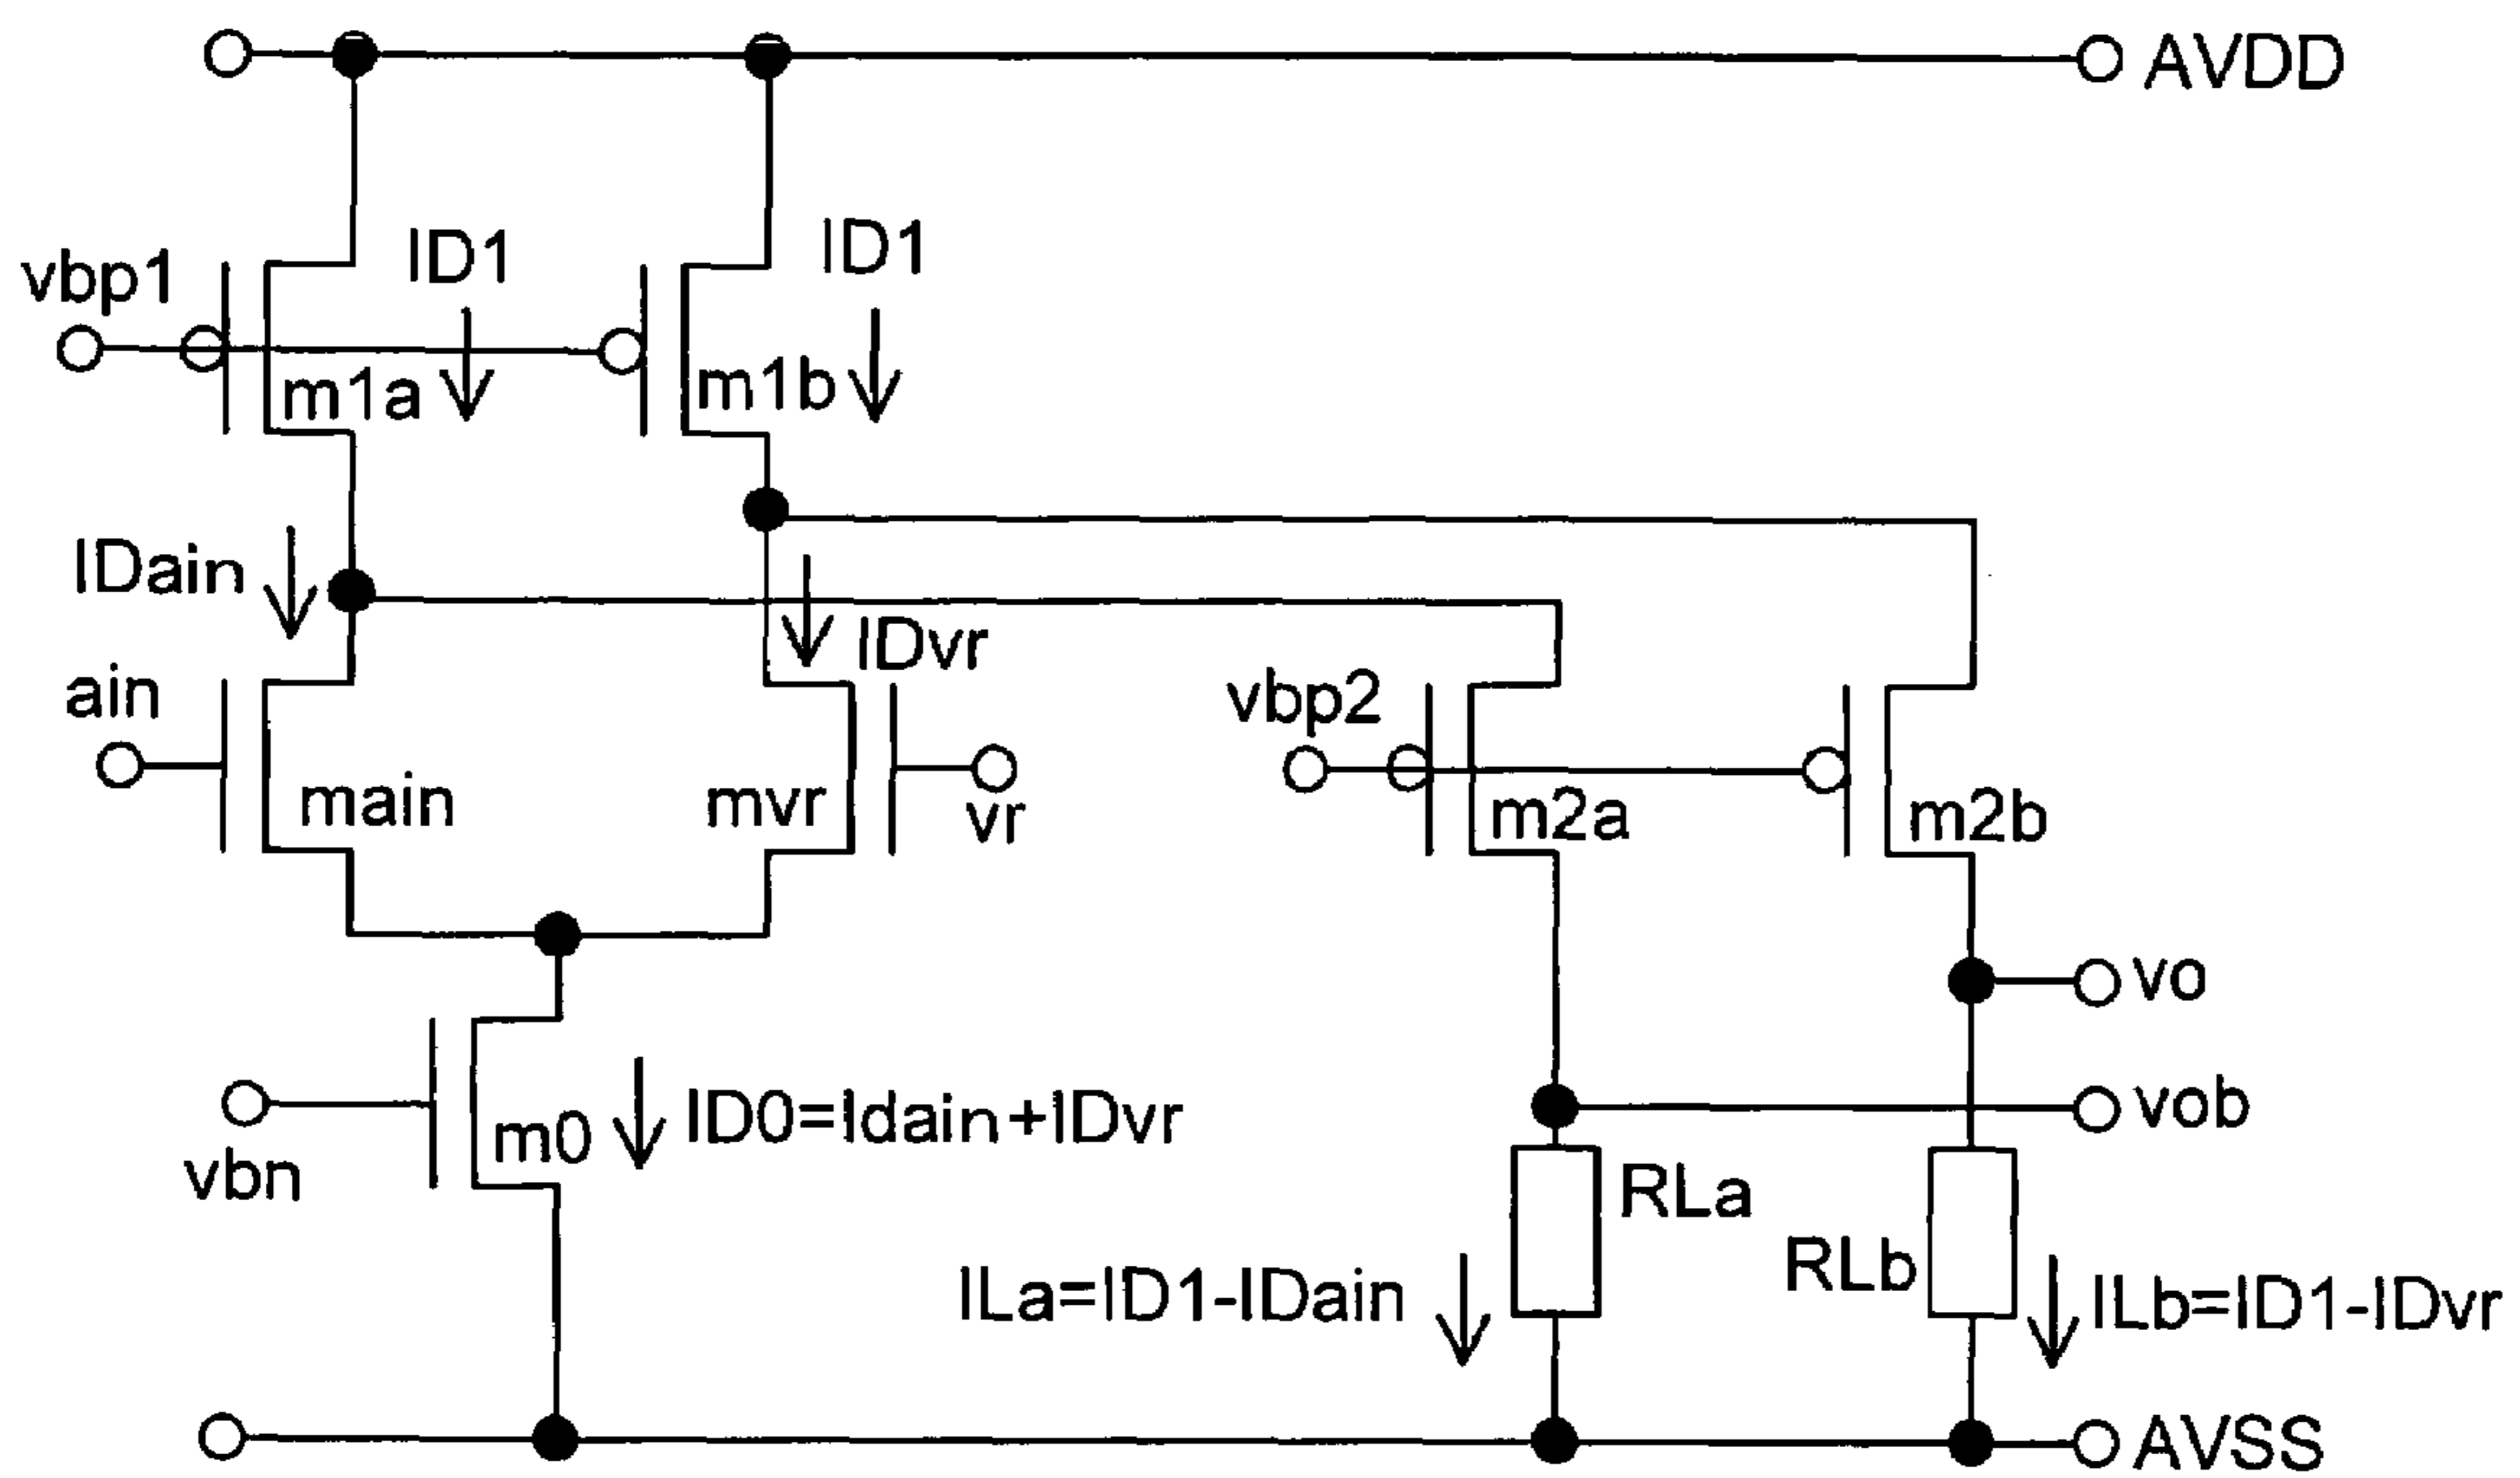 AVDD
vbp1
ID1
ID1
m1a
m1b
IDain
IDvr
ain
vbp2
main
mvr
vr
m2a
m2b
vo
vob
ID0=Idain+IDvr
m0
vbn
RLa
RLb
ILa=ID1-IDain
ILb=ID1-IDvr
AVSS